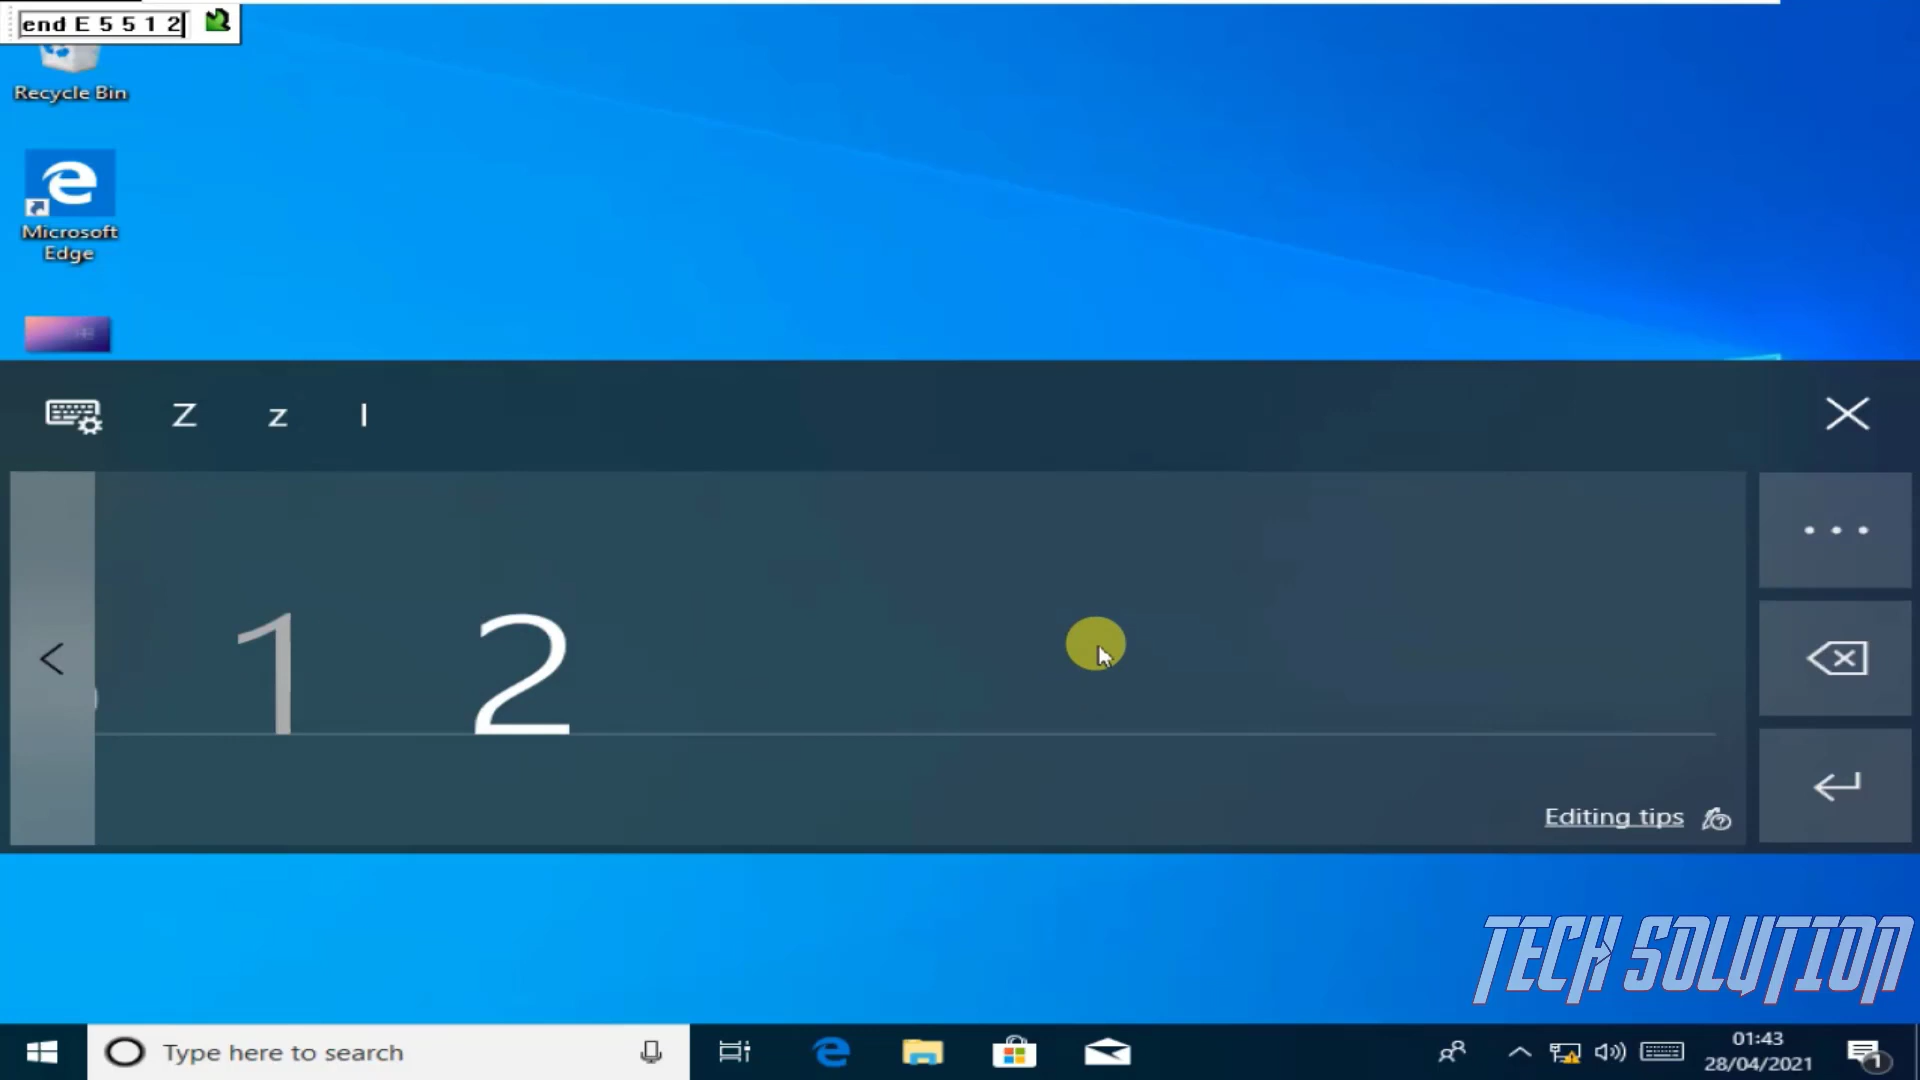 end E 5 5 1 2
Recycle Bin
Microsoft
Edge
Z z l
1 2
Editing tips
TECH SOLUTION
Type here to search
01:43
28/04/2021
1